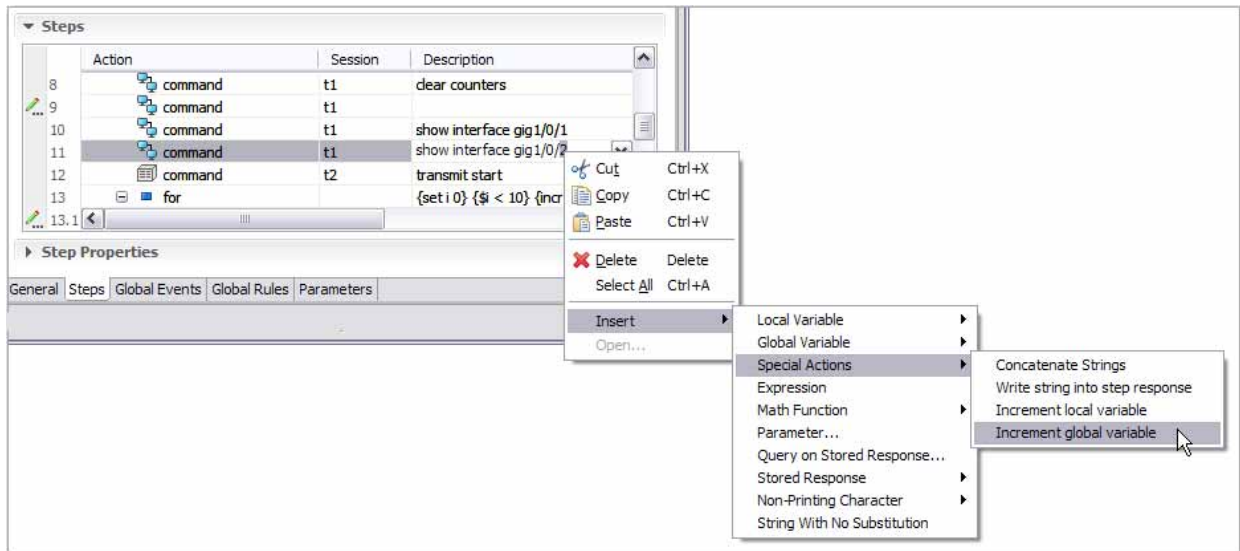 Steps
Action Session Description
8 command t1 clear counters
9 command t1
10 command t1 show interface gig1/0/1
11 command t1 show interface gig1/0/2
12 command t2 transmit start
13 for {set i 0} {$i < 10} {incr
13.1
Step Properties
General Steps Global Events Global Rules Parameters
Cut Ctrl+X
Copy Ctrl+C
Paste Ctrl+V
Delete Delete
Select All Ctrl+A
Insert
Open...
Local Variable
Global Variable
Special Actions
Expression
Math Function
Parameter...
Query on Stored Response...
Stored Response
Non-Printing Character
String With No Substitution
Concatenate Strings
Write string into step response
Increment local variable
Increment global variable